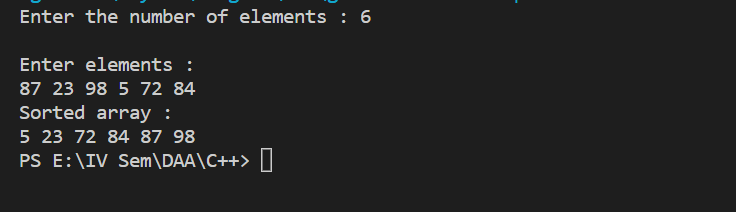 Enter the number of elements : 6
Enter elements :
87 23 98 5 72 84
Sorted array :
5 23 72 84 87 98
PS E:\IV Sem\DAA\C++>